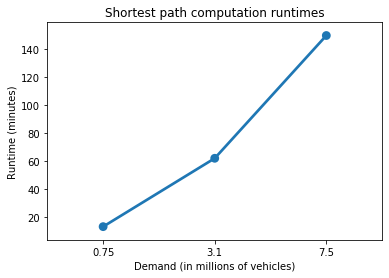 Shortest path computation runtimes
Runtime (minutes)
140
120
100
80
60
40
20
0.75 3.1 7.5
Demand (in millions of vehicles)